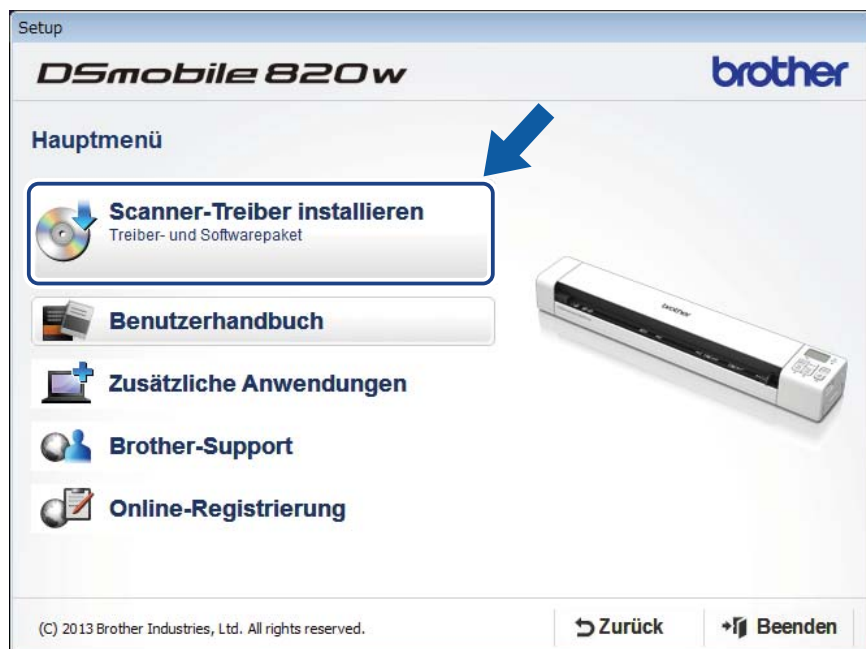 Setup
DSmobile 820w
brother
Hauptmenü
Scanner-Treiber installieren
Treiber- und Softwarepaket
Benutzerhandbuch
brother
Zusätzliche Anwendungen
Brother-Support
Online-Registrierung
(C) 2013 Brother Industries, Ltd. All rights reserved.
Zurück
Beenden